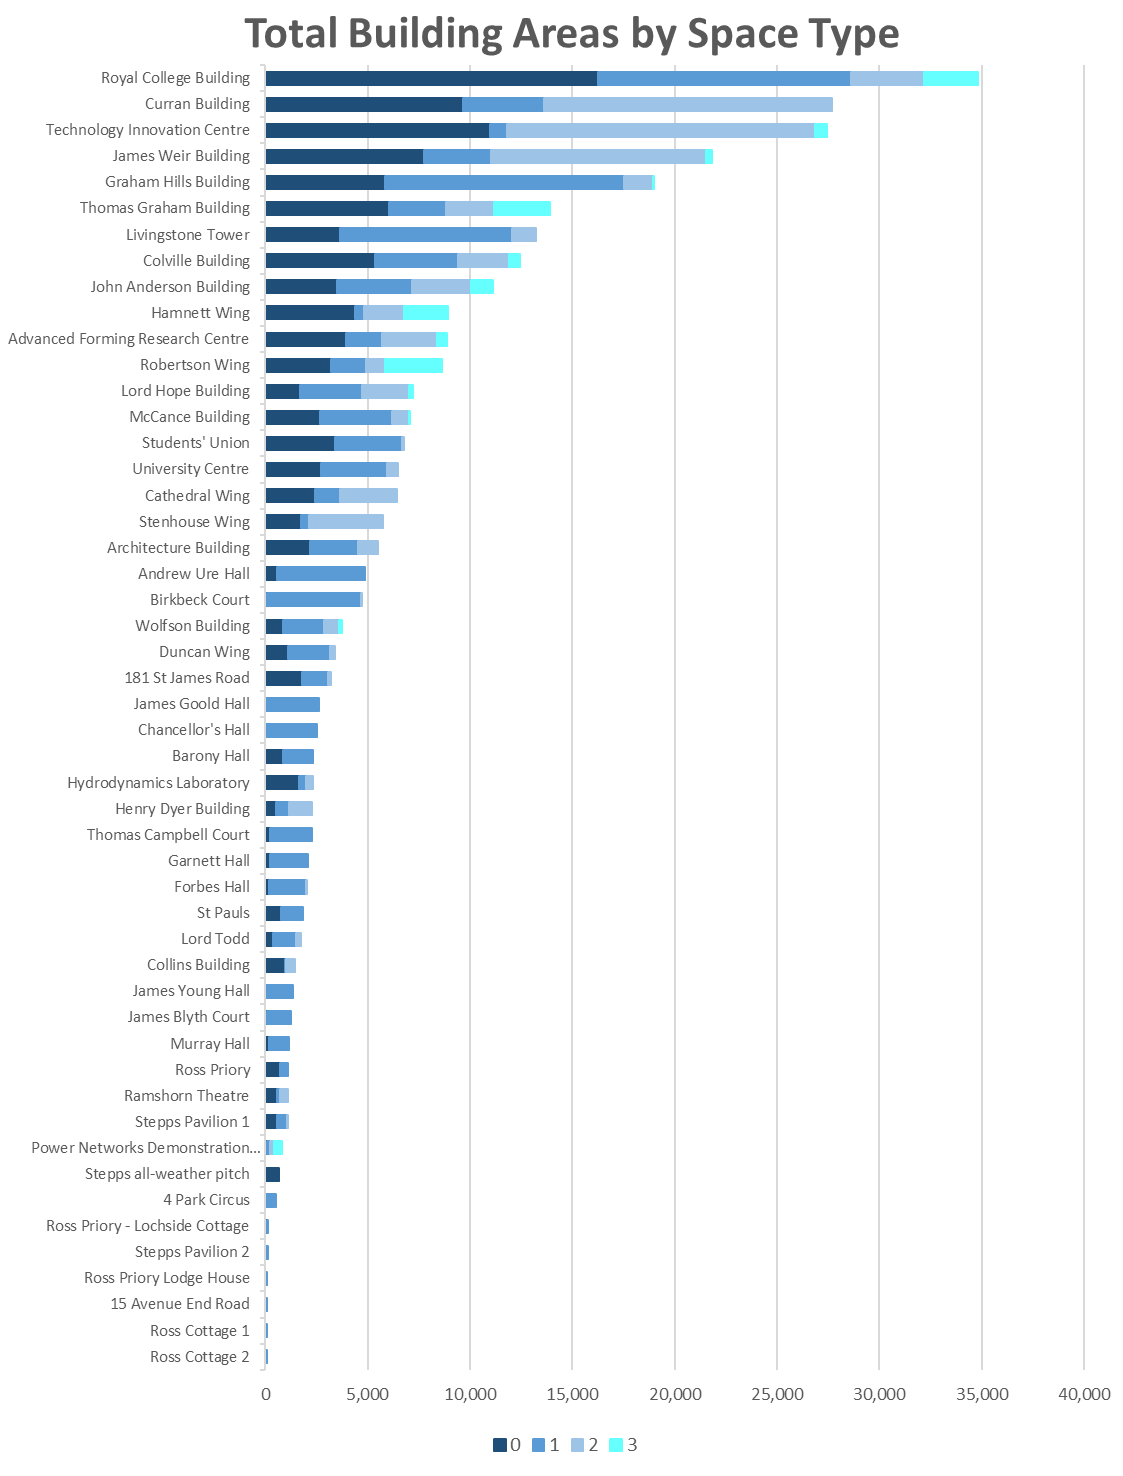 Total Building Areas by Space Type
Royal College Building
Curran Building
Technology Innovation Centre
James Weir Building
Graham Hills Building
Thomas Graham Building
Livingstone Tower
Colville Building
John Anderson Building
Hamnett Wing
Advanced Forming Research Centre
Robertson Wing
Lord Hope Building
McCance Building
Students' Union
University Centre
Cathedral Wing
Stenhouse Wing
Architecture Building
Andrew Ure Hall
Birkbeck Court
Wolfson Building
Duncan Wing
181 St James Road
James Goold Hall
Chancellor's Hall
Barony Hall
Hydrodynamics Laboratory
Henry Dyer Building
Thomas Campbell Court
Garnett Hall
Forbes Hall
St Pauls
Lord Todd
Collins Building
James Young Hall
James Blyth Court
Murray Hall
Ross Priory
Ramshorn Theatre
Stepps Pavilion 1
Power Networks Demonstration...
Stepps all-weather pitch
4 Park Circus
Ross Priory - Lochside Cottage
Stepps Pavilion 2
Ross Priory Lodge House
15 Avenue End Road
Ross Cottage 1
Ross Cottage 2
0 5,000 10,000 15,000 20,000 25,000 30,000 35,000 40,000
0 1 2 3